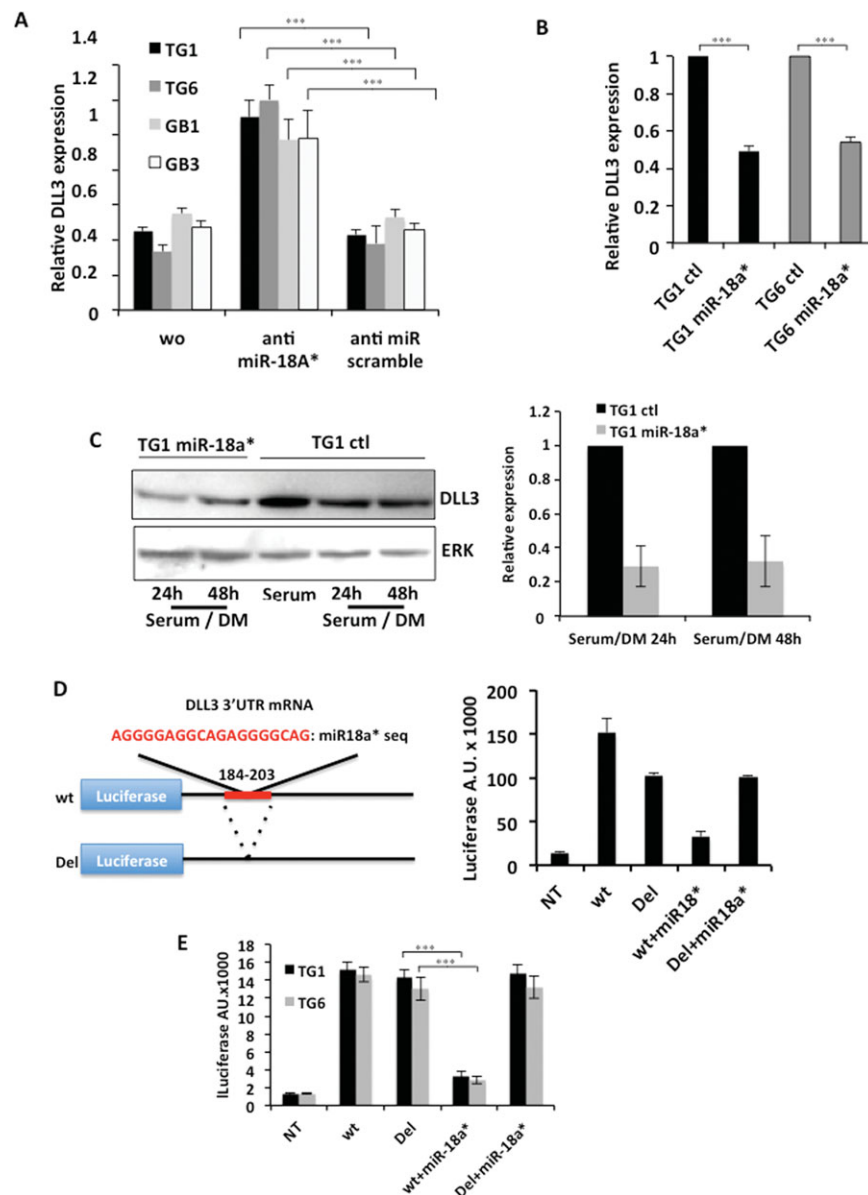 A
Relative DLL3 expression
1.4
1.2
1
0.8
0.6
0.4
0.2
0
TG1
TG6
GB1
GB3
***
***
***
***
wo
anti miR-18A*
anti miR scramble
B
Relative DLL3 expression
1
0.8
0.6
0.4
0.2
0
***
***
TG1 ctl
TG1 miR-18a*
TG6 ctl
TG6 miR-18a*
C
TG1 miR-18a*
TG1 ctl
DLL3
ERK
24h 48h Serum 24h 48h
Serum / DM Serum / DM
Relative expression
1.2
1
0.8
0.6
0.4
0.2
0
TG1 ctl
TG1 miR-18a*
Serum/DM 24h
Serum/DM 48h
D
DLL3 3'UTR mRNA
AGGGGAGGCAGAGGGGCAG: miR18a* seq
184-203
wt Luciferase
Del Luciferase
Luciferase A.U. x 1000
200
150
100
50
0
NT
wt
Del
wt+miR18*
Del+miR18a*
E
lLuciferase AU.x1000
18
16
14
12
10
8
6
4
2
0
TG1
TG6
***
***
NT
wt
Del
wt+miR-18a*
Del+miR-18a*